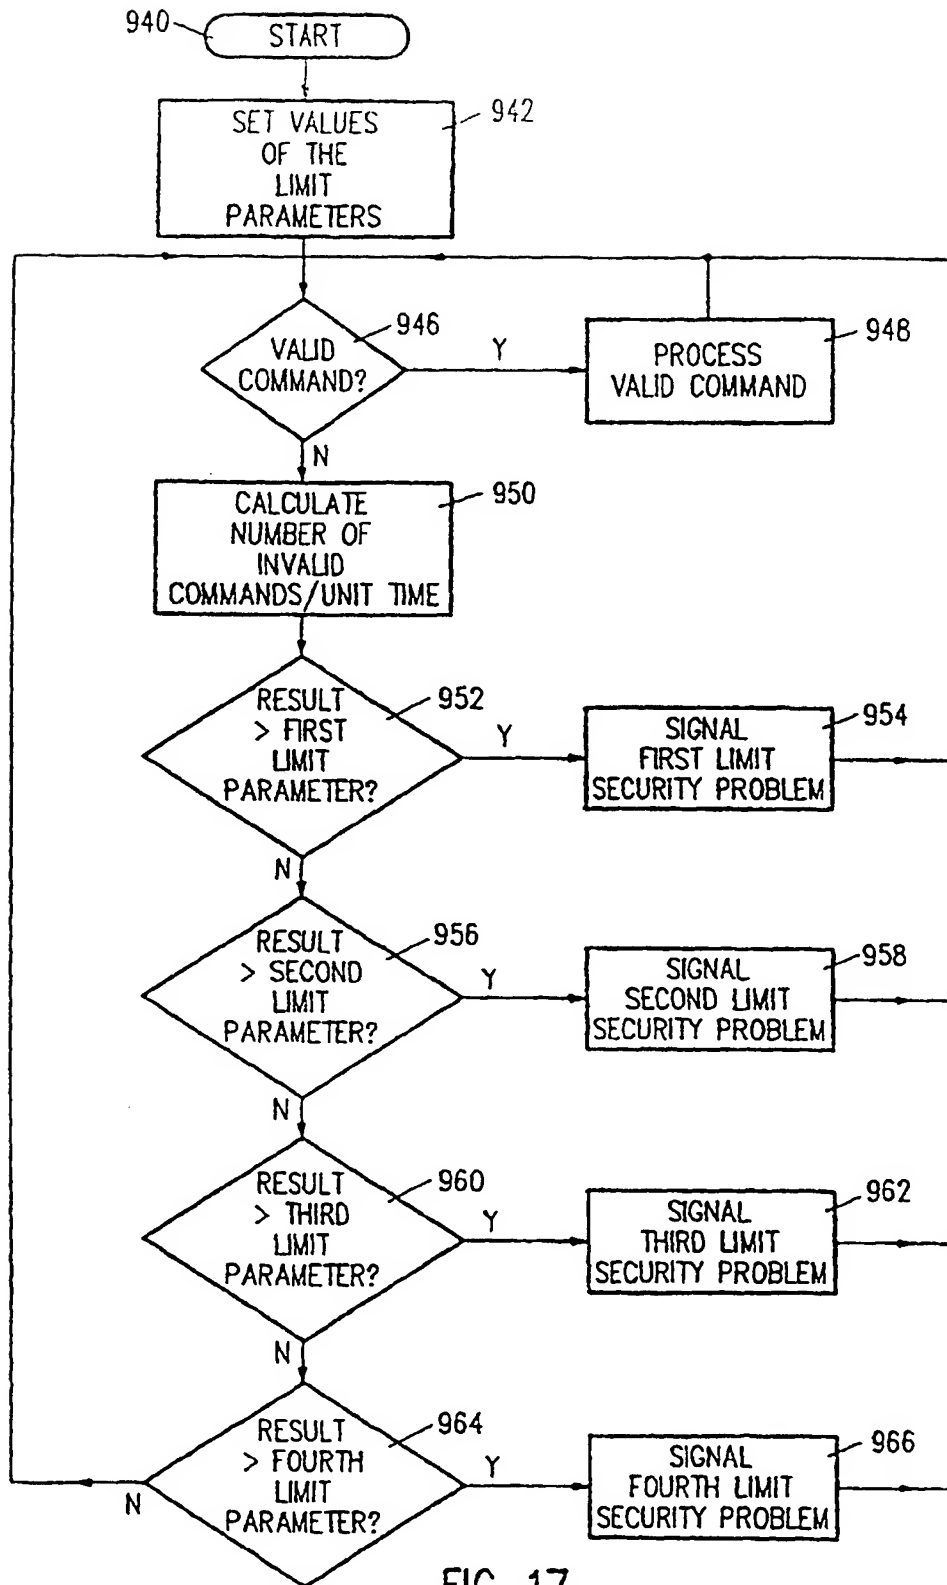 940
START
942
SET VALUES
OF THE
LIMIT
PARAMETERS
946
VALID
COMMAND?
Y
948
PROCESS
VALID COMMAND
N
950
CALCULATE
NUMBER OF
INVALID
COMMANDS/UNIT TIME
952
RESULT
> FIRST
LIMIT
PARAMETER?
Y
954
SIGNAL
FIRST LIMIT
SECURITY PROBLEM
N
956
RESULT
> SECOND
LIMIT
PARAMETER?
Y
958
SIGNAL
SECOND LIMIT
SECURITY PROBLEM
N
960
RESULT
> THIRD
LIMIT
PARAMETER?
Y
962
SIGNAL
THIRD LIMIT
SECURITY PROBLEM
N
964
RESULT
> FOURTH
LIMIT
PARAMETER?
Y
966
SIGNAL
FOURTH LIMIT
SECURITY PROBLEM
N
FIG. 17